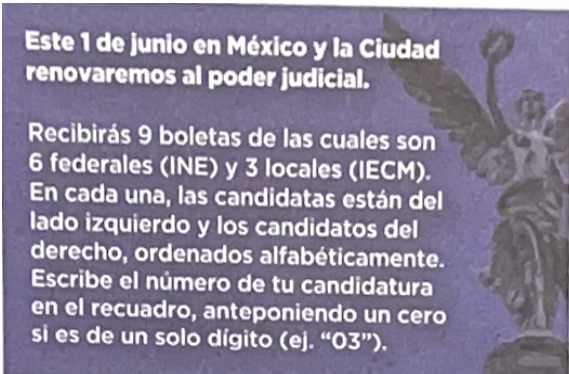 Este 1 de junio en México y la Ciudad
renovaremos al poder judicial.
Recibirás 9 boletas de las cuales son
6 federales (INE) y 3 locales (IECM).
En cada una, las candidatas están del
lado izquierdo y los candidatos del
derecho, ordenados alfabéticamente.
Escribe el número de tu candidatura
en el recuadro, anteponiendo un cero
si es de un solo dígito (ej. “03”).